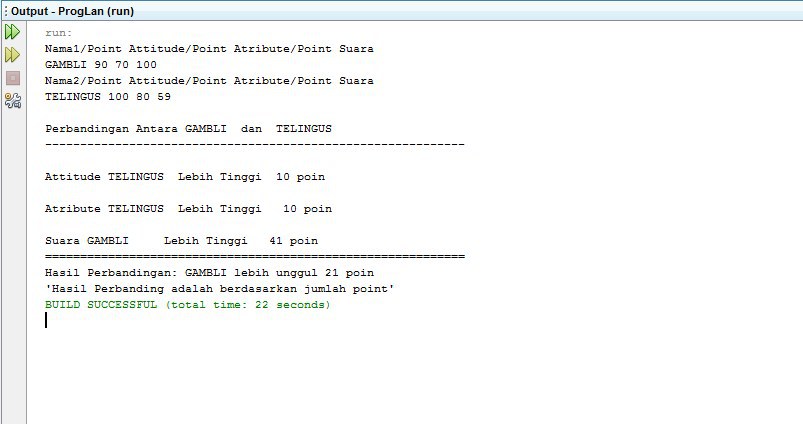 Output - ProgLan (run)
run:
Nama1/Point Attitude/Point Atribute/Point Suara
GAMBLI 90 70 100
Nama2/Point Attitude/Point Atribute/Point Suara
TELINGUS 100 80 59
Perbandingan Antara GAMBLI  dan  TELINGUS
------------------------------------------------------------
Attitude TELINGUS  Lebih Tinggi  10 poin
Atribute TELINGUS  Lebih Tinggi   10 poin
Suara GAMBLI     Lebih Tinggi   41 poin
============================================================
Hasil Perbandingan: GAMBLI lebih unggul 21 poin
'Hasil Perbanding adalah berdasarkan jumlah point'
BUILD SUCCESSFUL (total time: 22 seconds)